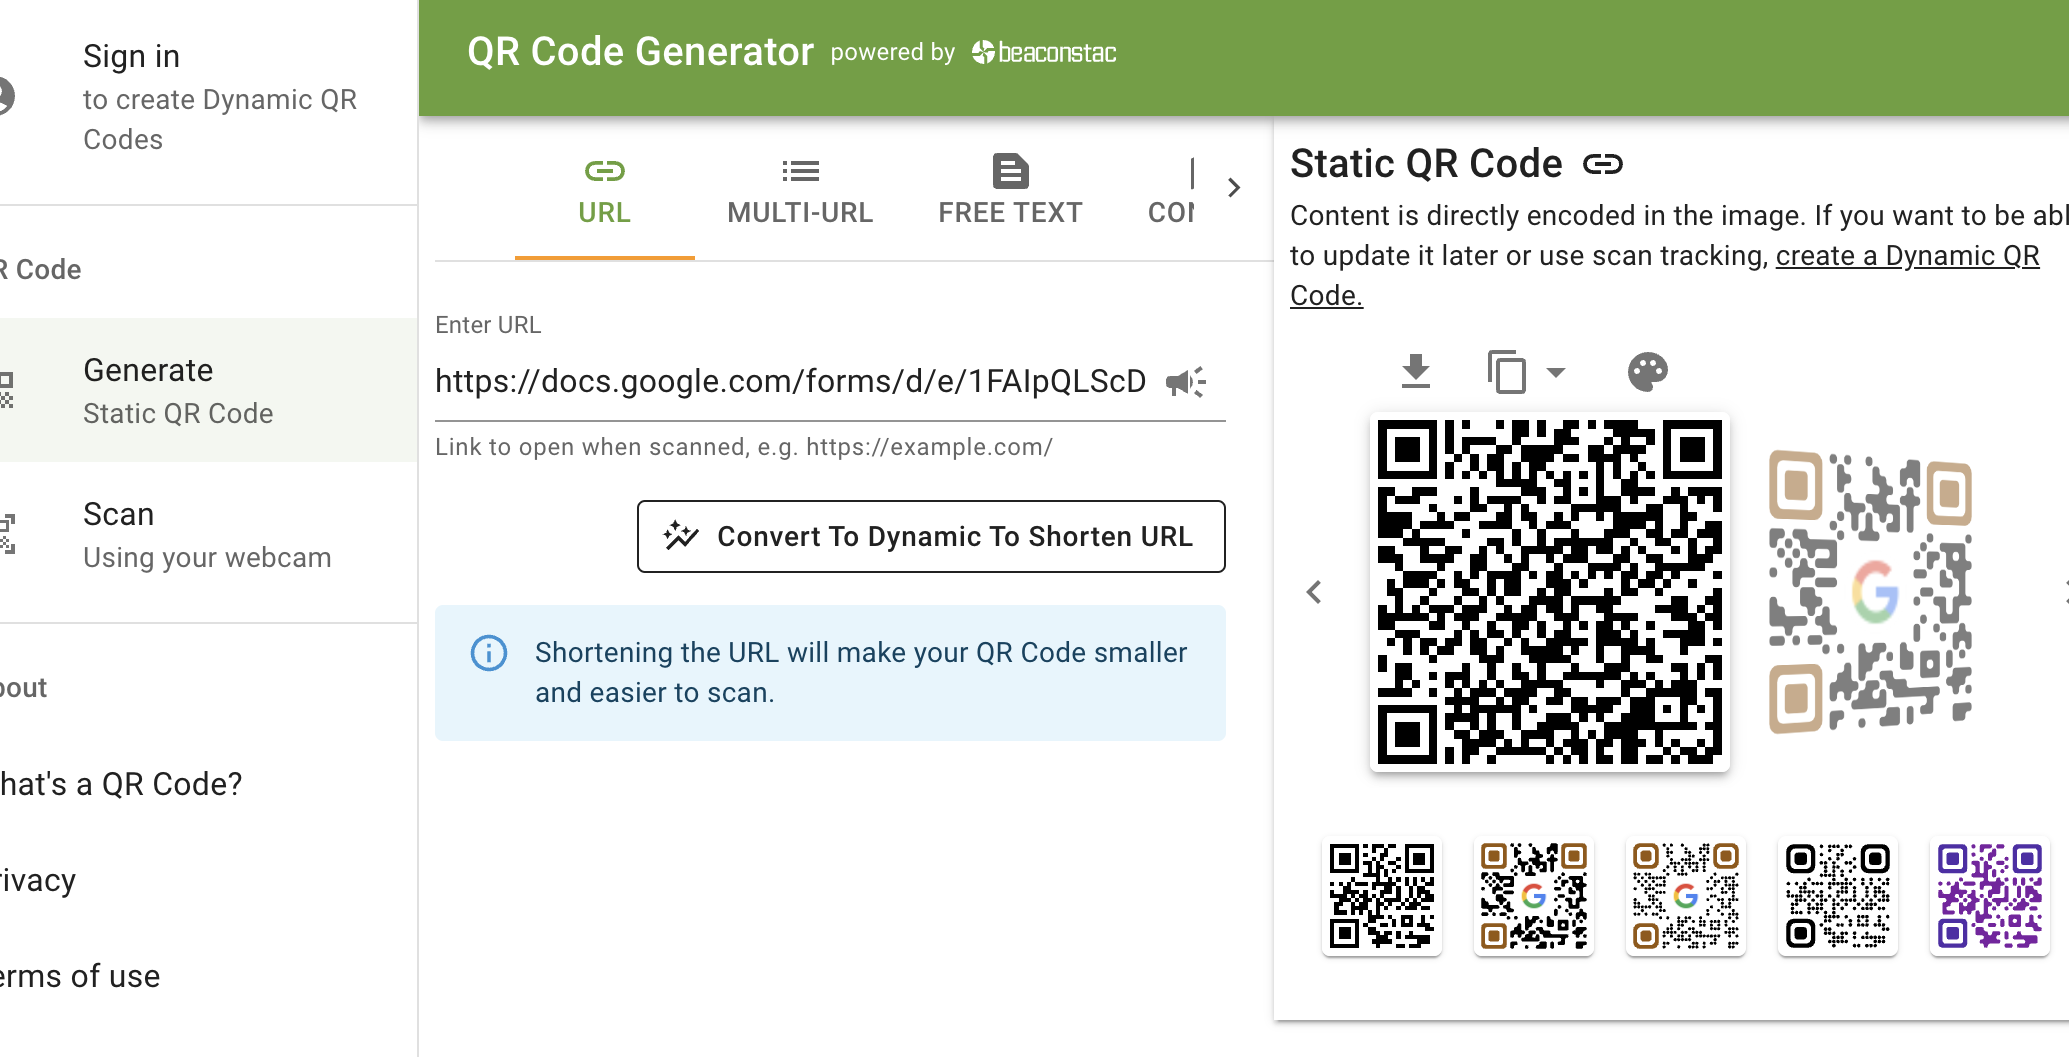 Sign in
to create Dynamic QR
Codes
R Code
Generate
Static QR Code
Scan
Using your webcam
bout
hat's a QR Code?
rivacy
erms of use
QR Code Generator powered by beaconstac
URL
MULTI-URL
FREE TEXT
CON
Enter URL
https://docs.google.com/forms/d/e/1FAIpQLScD
Link to open when scanned, e.g. https://example.com/
Convert To Dynamic To Shorten URL
Shortening the URL will make your QR Code smaller
and easier to scan.
Static QR Code
Content is directly encoded in the image. If you want to be abl
to update it later or use scan tracking, create a Dynamic QR
Code.